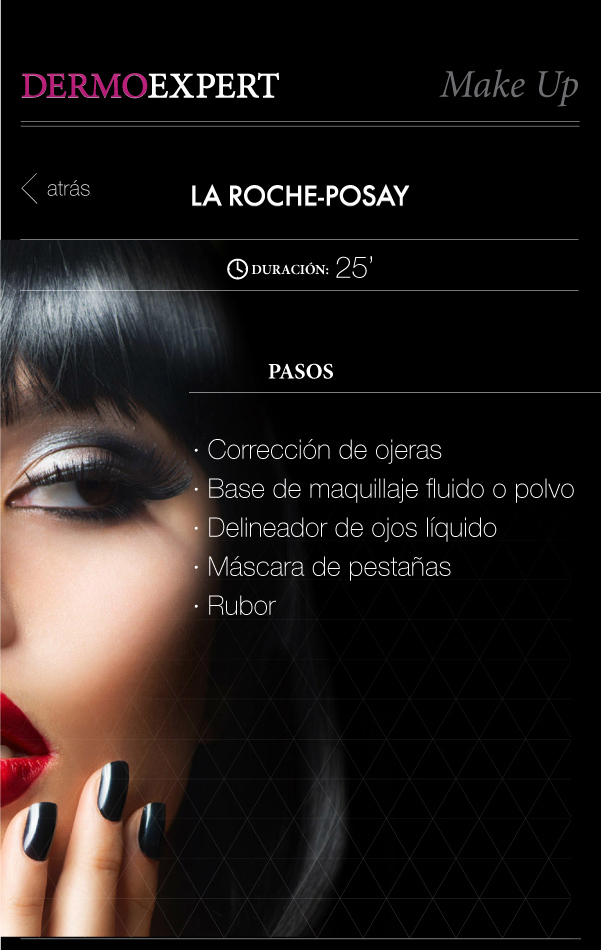 DERMOEXPERT
Make Up
atrás
LA ROCHE-POSAY
DURACIÓN: 25’
PASOS
· Corrección de ojeras
· Base de maquillaje fluido o polvo
· Delineador de ojos líquido
· Máscara de pestañas
· Rubor